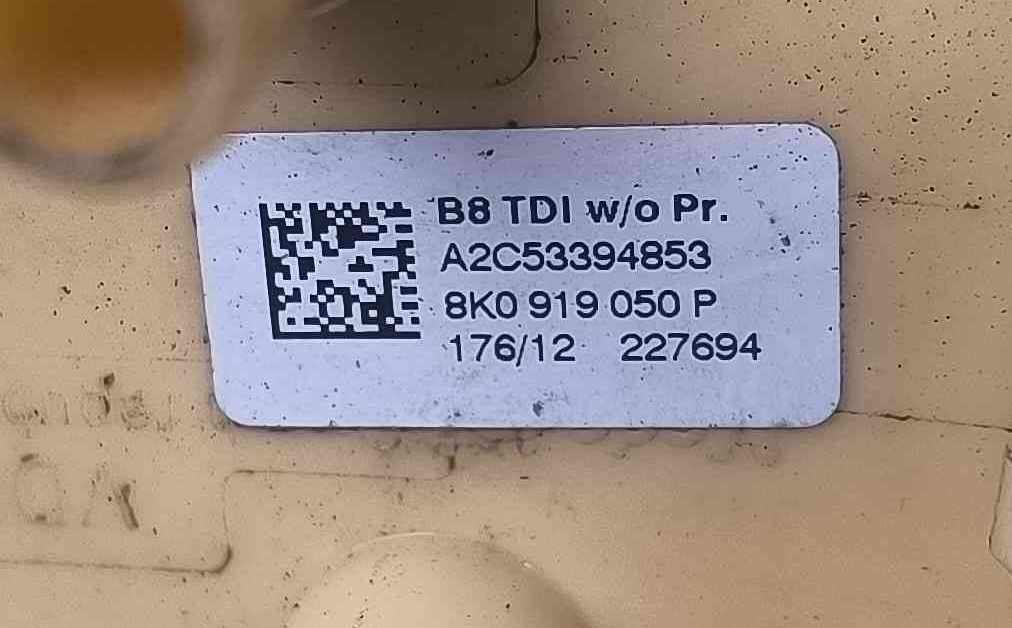 B8 TDI w/o Pr.
A2C53394853
8K0 919 050 P
176/12 227694